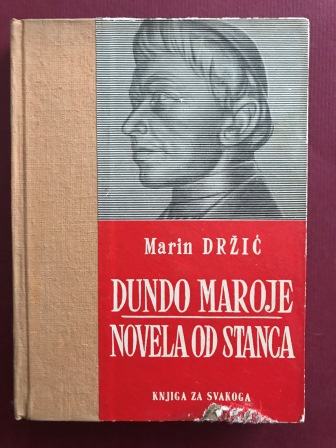 Marin DRŽIĆ
DUNDO MAROJE
NOVELA OD STANCA
KNJIGA ZA SVAKOGA